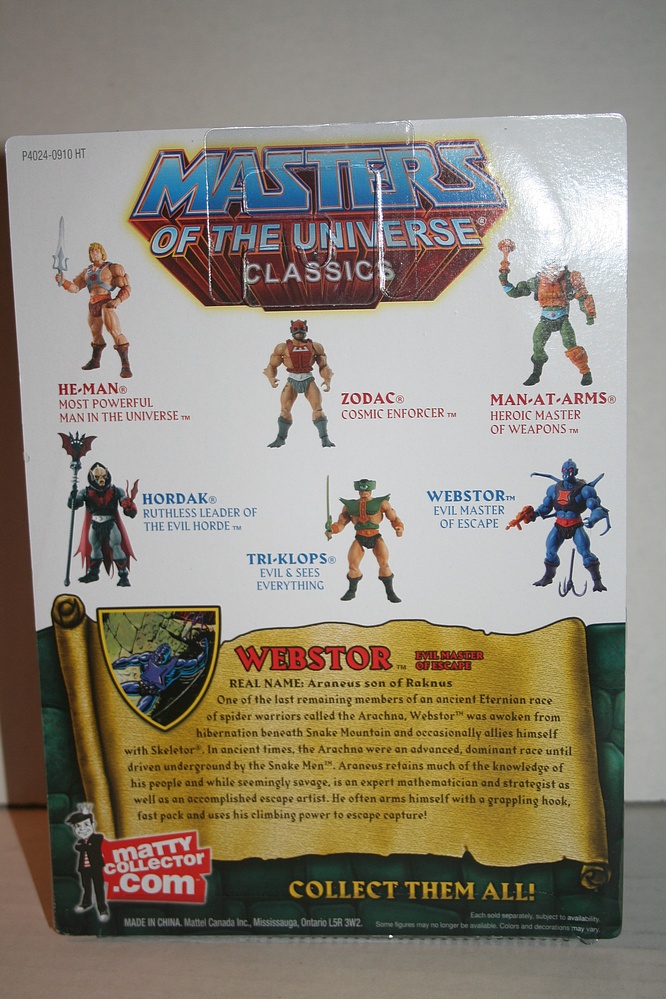 P4024-0910 HT
MASTERS
OF THE UNIVERSE®
CLASSICS
HE-MAN®
MOST POWERFUL
MAN IN THE UNIVERSE™
ZODAC®
COSMIC ENFORCER™
MAN-AT-ARMS®
HEROIC MASTER
OF WEAPONS™
HORDAK®
RUTHLESS LEADER OF
THE EVIL HORDE™
TRI-KLOPS®
EVIL & SEES
EVERYTHING
WEBSTOR™
EVIL MASTER
OF ESCAPE
WEBSTOR™ EVIL MASTER
OF ESCAPE
REAL NAME: Araneus son of Raknus
One of the last remaining members of an ancient Eternian race
of spider warriors called the Arachna, Webstor™ was awoken from
hibernation beneath Snake Mountain and occasionally allies himself
with Skeletor®. In ancient times, the Arachna were an advanced, dominant race until
driven underground by the Snake Men™. Araneus retains much of the knowledge of
his people and while seemingly savage, is an expert mathematician and strategist as
well as an accomplished escape artist. He often arms himself with a grappling hook,
fast pack and uses his climbing power to escape capture!
matty
COLLECTOR
.com
COLLECT THEM ALL!
MADE IN CHINA. Mattel Canada Inc., Mississauga, Ontario L5R 3W2.
Each sold separately, subject to availability.
Some figures may no longer be available. Colors and decorations may vary.